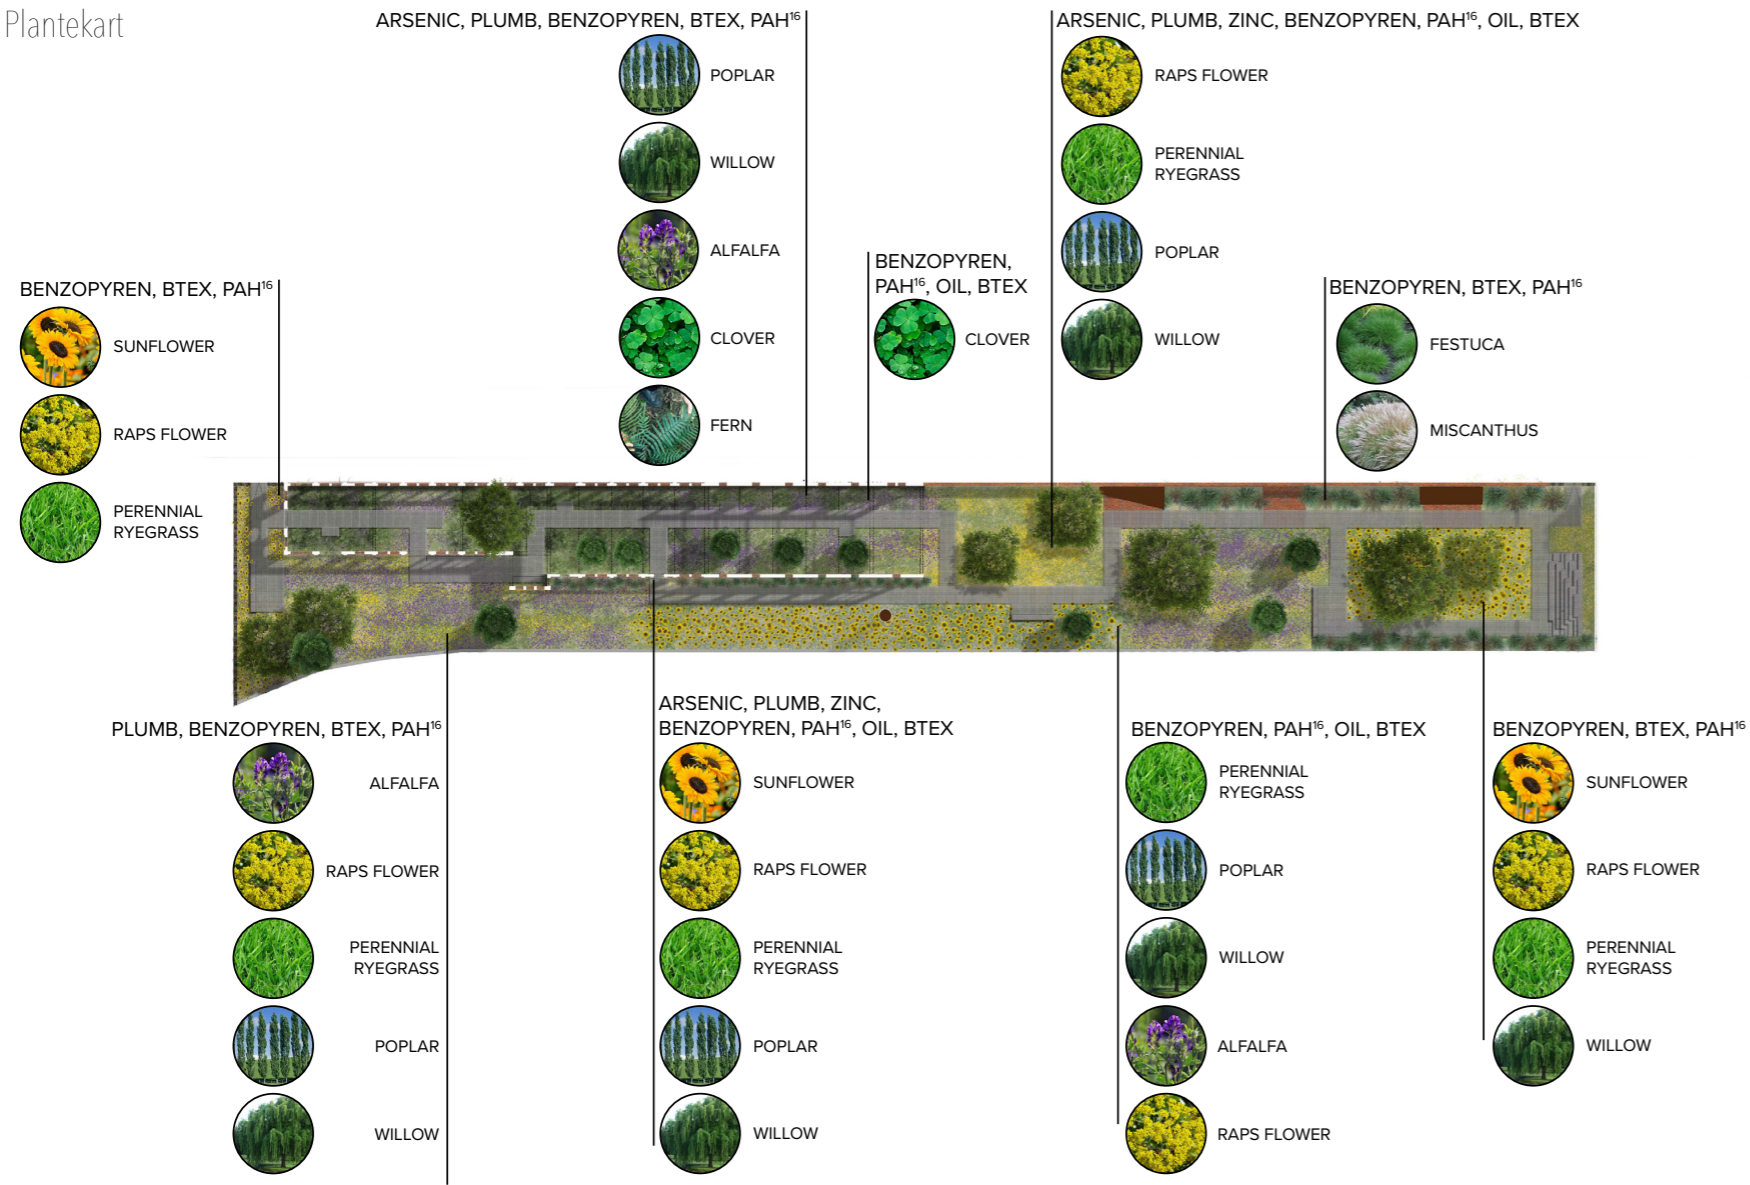 Plantekart
ARSENIC, PLUMB, BENZOPYREN, BTEX, PAH¹⁶
POPLAR
WILLOW
ALFALFA
CLOVER
FERN
ARSENIC, PLUMB, ZINC, BENZOPYREN, PAH¹⁶, OIL, BTEX
RAPS FLOWER
PERENNIAL
RYEGRASS
POPLAR
WILLOW
BENZOPYREN, BTEX, PAH¹⁶
SUNFLOWER
RAPS FLOWER
PERENNIAL
RYEGRASS
BENZOPYREN,
PAH¹⁶, OIL, BTEX
CLOVER
BENZOPYREN, BTEX, PAH¹⁶
FESTUCA
MISCANTHUS
PLUMB, BENZOPYREN, BTEX, PAH¹⁶
ALFALFA
RAPS FLOWER
PERENNIAL
RYEGRASS
POPLAR
WILLOW
ARSENIC, PLUMB, ZINC,
BENZOPYREN, PAH¹⁶, OIL, BTEX
SUNFLOWER
RAPS FLOWER
PERENNIAL
RYEGRASS
POPLAR
WILLOW
BENZOPYREN, PAH¹⁶, OIL, BTEX
PERENNIAL
RYEGRASS
POPLAR
WILLOW
ALFALFA
RAPS FLOWER
BENZOPYREN, BTEX, PAH¹⁶
SUNFLOWER
RAPS FLOWER
PERENNIAL
RYEGRASS
WILLOW